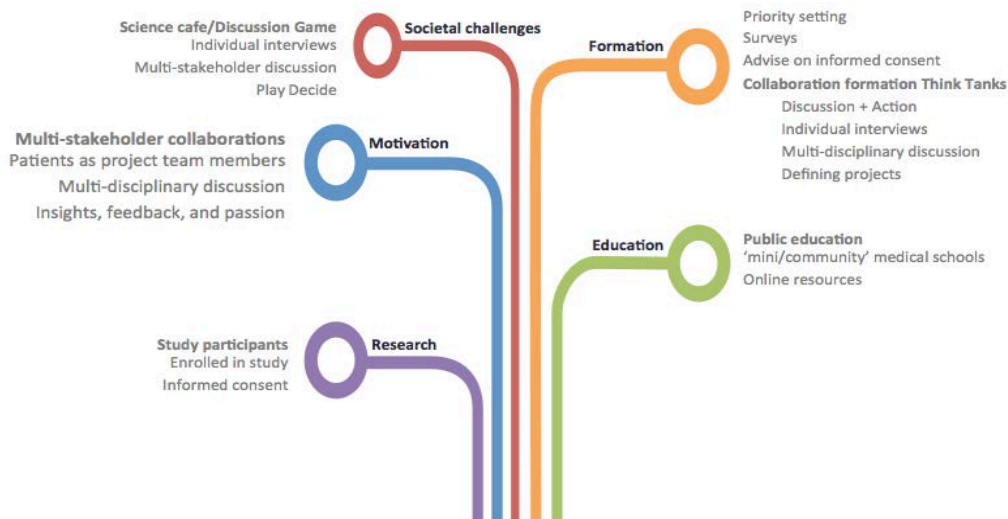 Science cafe/Discussion Game
Individual interviews
Multi-stakeholder discussion
Play Decide
Societal challenges
Multi-stakeholder collaborations
Patients as project team members
Multi-disciplinary discussion
Insights, feedback, and passion
Motivation
Study participants
Enrolled in study
Informed consent
Research
Formation
Priority setting
Surveys
Advise on informed consent
Collaboration formation Think Tanks
Discussion + Action
Individual interviews
Multi-disciplinary discussion
Defining projects
Education
Public education
‘mini/community’ medical schools
Online resources